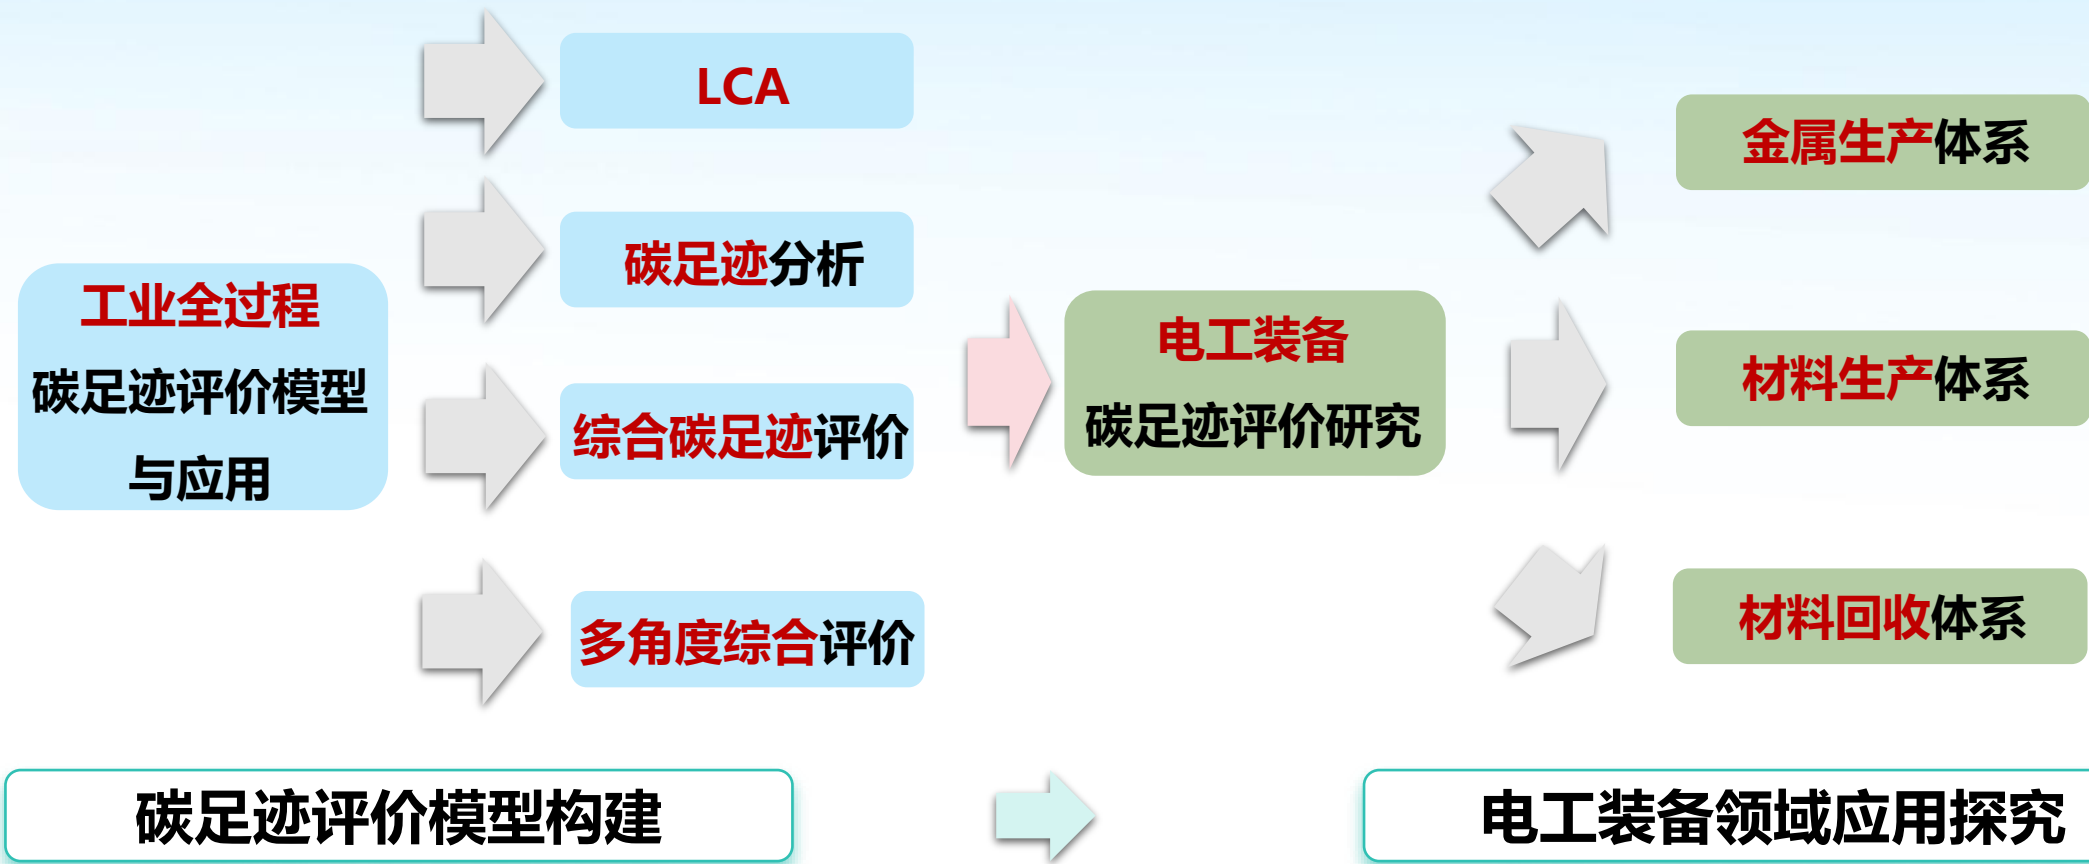 工业全过程
碳足迹评价模型
与应用
LCA
碳足迹分析
综合碳足迹评价
多角度综合评价
电工装备
碳足迹评价研究
金属生产体系
材料生产体系
材料回收体系
碳足迹评价模型构建
电工装备领域应用探究